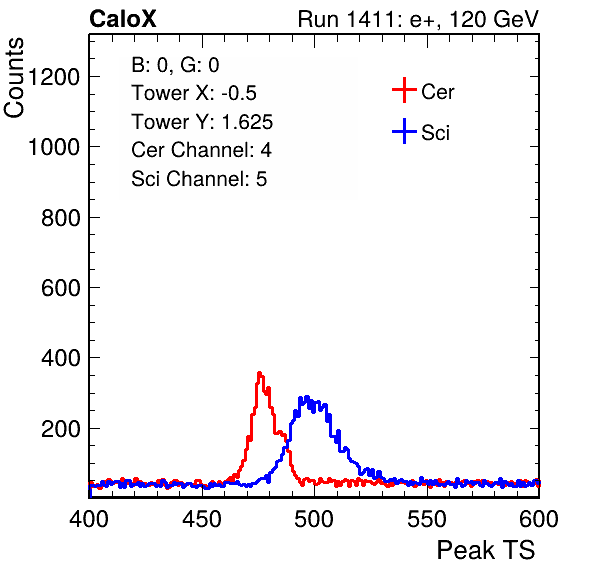 CaloX Run 1411: e+, 120 GeV
Counts
B: 0, G: 0
Tower X: -0.5
Tower Y: 1.625
Cer Channel: 4
Sci Channel: 5
Cer
Sci
1200
1000
800
600
400
200
400 450 500 550 600
Peak TS